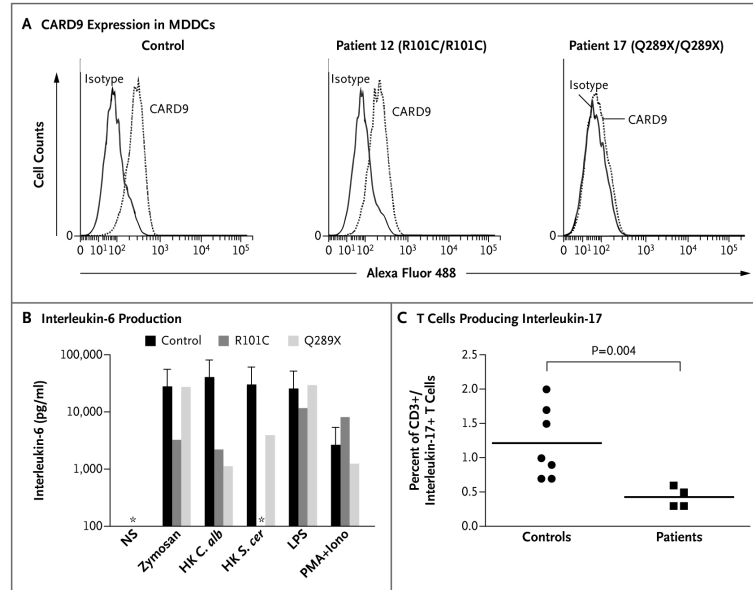 A CARD9 Expression in MDDCs
Control
Patient 12 (R101C/R101C)
Patient 17 (Q289X/Q289X)
Isotype
CARD9
Isotype
CARD9
Isotype
CARD9
Cell Counts
0
0
0
0 10¹ 10² 10³ 10⁴ 10⁵
0 10¹ 10² 10³ 10⁴ 10⁵
0 10¹ 10² 10³ 10⁴ 10⁵
Alexa Fluor 488
B Interleukin-6 Production
Control R101C Q289X
Interleukin-6 (pg/ml)
100,000
10,000
1,000
100
* *
NS
Zymosan
HK C. alb
HK S. cer
LPS
PMA+Iono
C T Cells Producing Interleukin-17
P=0.004
Percent of CD3+/
Interleukin-17+ T Cells
2.5
2.0
1.5
1.0
0.5
0.0
Controls
Patients